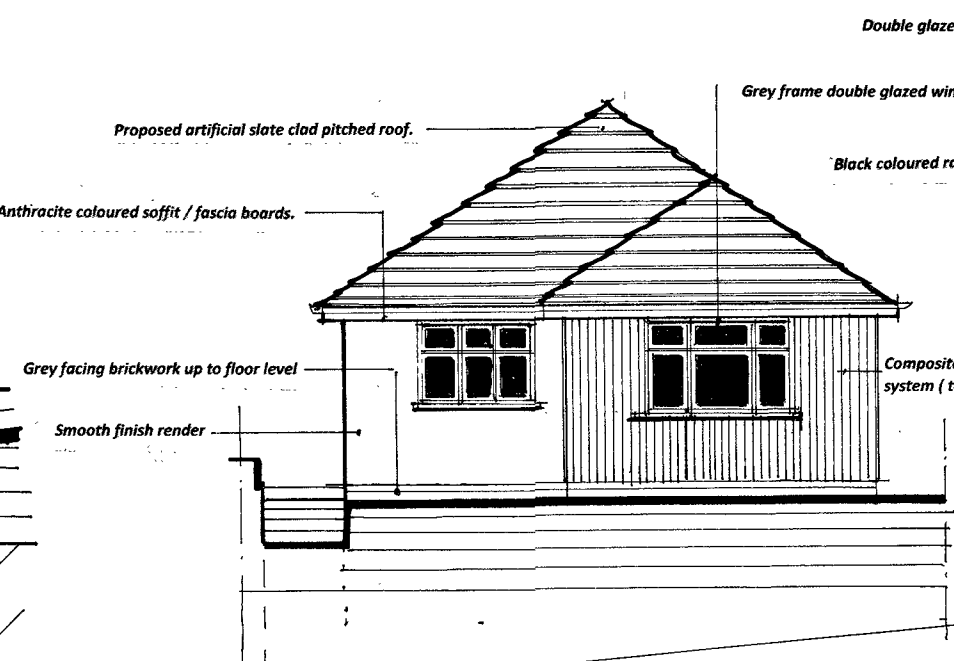 Double glaze
Grey frame double glazed win
Proposed artificial slate clad pitched roof.
Black coloured ra
Anthracite coloured soffit / fascia boards.
Grey facing brickwork up to floor level
Composite
system ( t
Smooth finish render